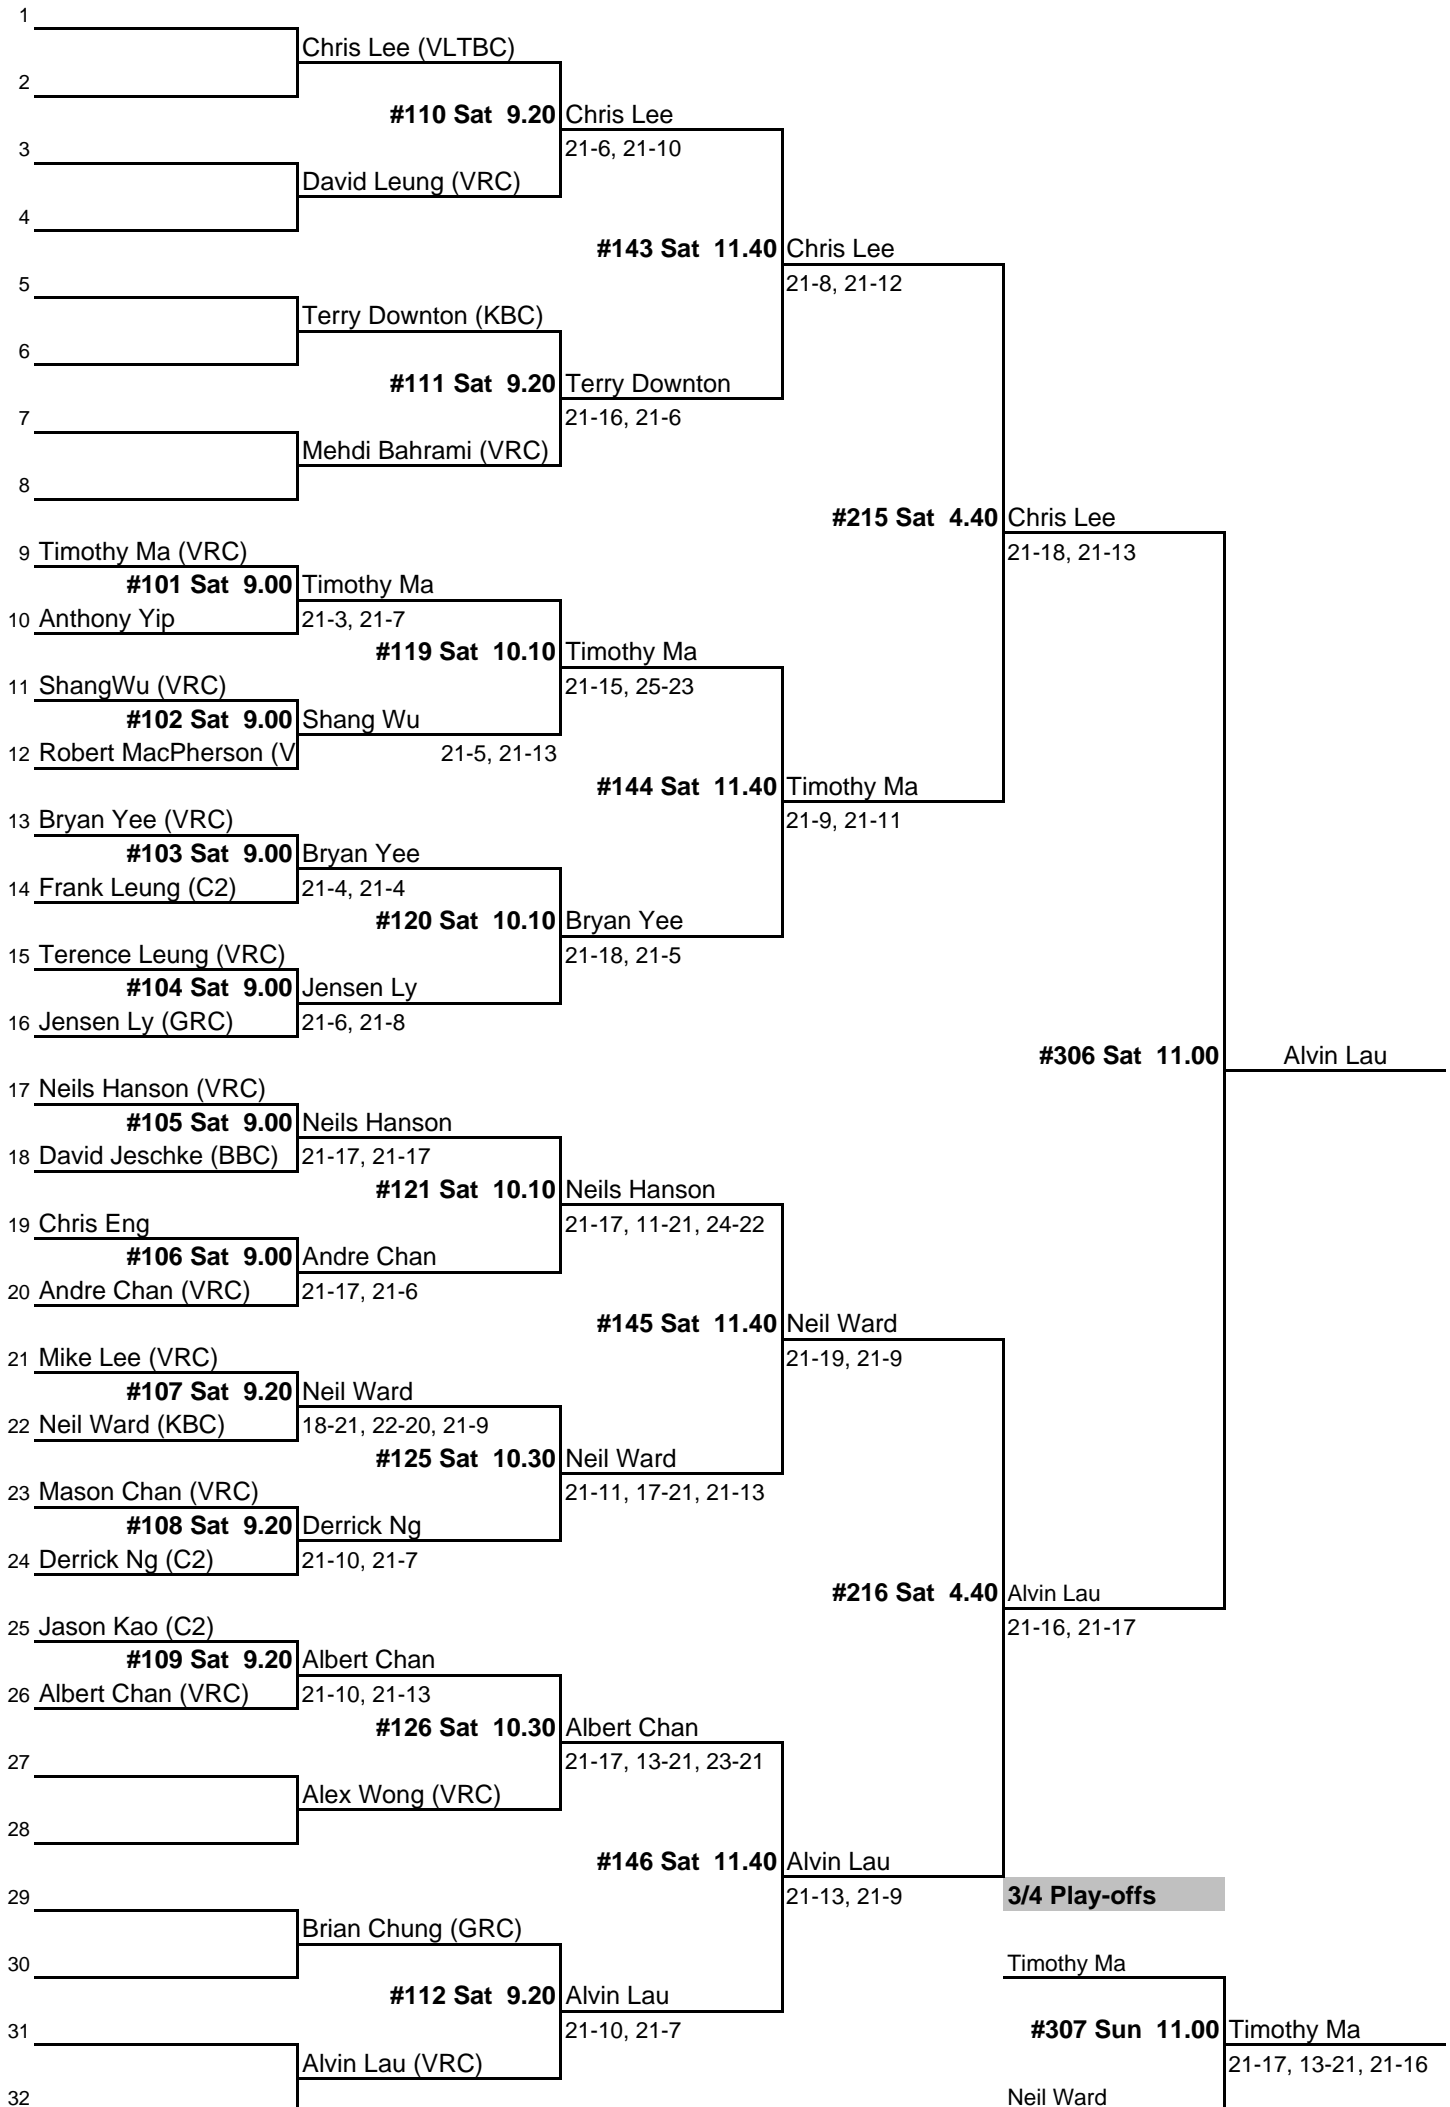 1
Chris Lee (VLTBC)
2
#110 Sat 9.20 Chris Lee
3 21-6, 21-10
David Leung (VRC)
4
#143 Sat 11.40 Chris Lee
5 21-8, 21-12
Terry Downton (KBC)
6
#111 Sat 9.20 Terry Downton
7 21-16, 21-6
Mehdi Bahrami (VRC)
8
#215 Sat 4.40 Chris Lee
9 Timothy Ma (VRC) 21-18, 21-13
#101 Sat 9.00 Timothy Ma
10 Anthony Yip 21-3, 21-7
#119 Sat 10.10 Timothy Ma
11 ShangWu (VRC) 21-15, 25-23
#102 Sat 9.00 Shang Wu
12 Robert MacPherson (V 21-5, 21-13
#144 Sat 11.40 Timothy Ma
13 Bryan Yee (VRC) 21-9, 21-11
#103 Sat 9.00 Bryan Yee
14 Frank Leung (C2) 21-4, 21-4
#120 Sat 10.10 Bryan Yee
15 Terence Leung (VRC) 21-18, 21-5
#104 Sat 9.00 Jensen Ly
16 Jensen Ly (GRC) 21-6, 21-8
#306 Sat 11.00 Alvin Lau
17 Neils Hanson (VRC)
#105 Sat 9.00 Neils Hanson
18 David Jeschke (BBC) 21-17, 21-17
#121 Sat 10.10 Neils Hanson
19 Chris Eng 21-17, 11-21, 24-22
#106 Sat 9.00 Andre Chan
20 Andre Chan (VRC) 21-17, 21-6
#145 Sat 11.40 Neil Ward
21 Mike Lee (VRC) 21-19, 21-9
#107 Sat 9.20 Neil Ward
22 Neil Ward (KBC) 18-21, 22-20, 21-9
#125 Sat 10.30 Neil Ward
23 Mason Chan (VRC) 21-11, 17-21, 21-13
#108 Sat 9.20 Derrick Ng
24 Derrick Ng (C2) 21-10, 21-7
#216 Sat 4.40 Alvin Lau
25 Jason Kao (C2) 21-16, 21-17
#109 Sat 9.20 Albert Chan
26 Albert Chan (VRC) 21-10, 21-13
#126 Sat 10.30 Albert Chan
27 21-17, 13-21, 23-21
Alex Wong (VRC)
28
#146 Sat 11.40 Alvin Lau
29 21-13, 21-9 3/4 Play-offs
Brian Chung (GRC)
30 Timothy Ma
#112 Sat 9.20 Alvin Lau
31 21-10, 21-7 #307 Sun 11.00 Timothy Ma
Alvin Lau (VRC) 21-17, 13-21, 21-16
32 Neil Ward